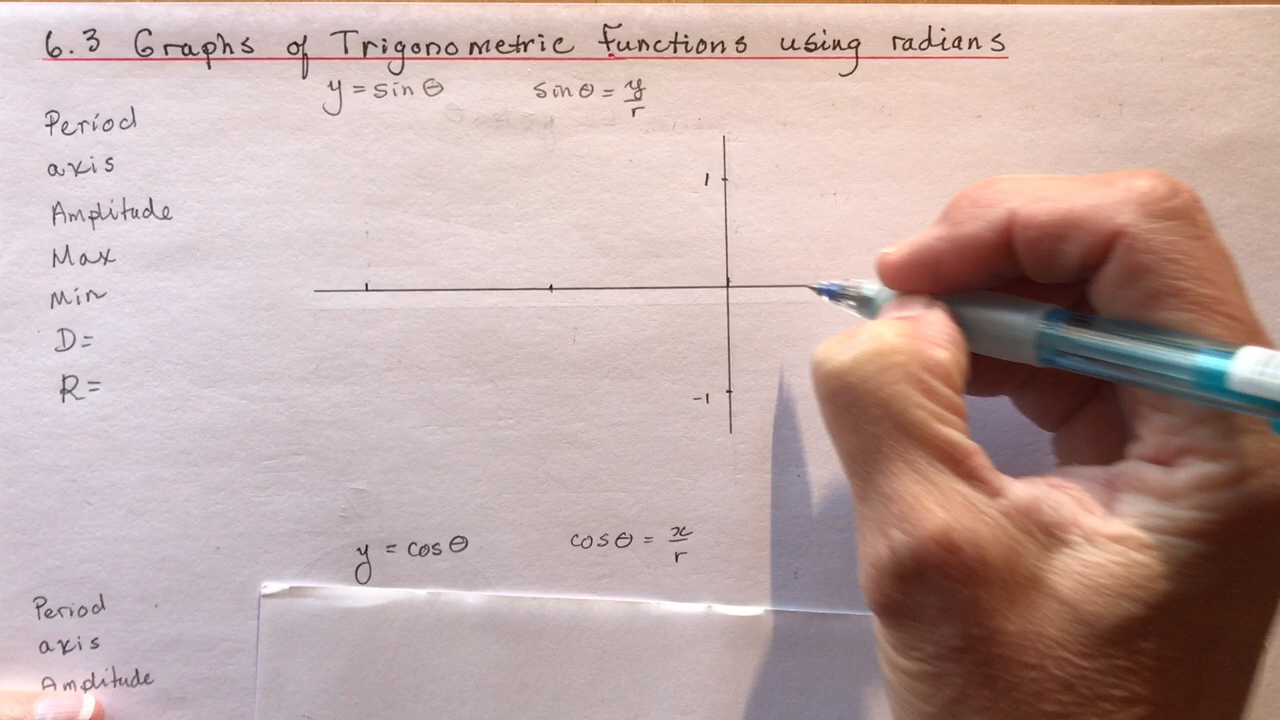 6.3 Graphs of Trigonometric functions using radians
y = sin θ sin θ = y/r
Period
axis
Amplitude
Max
Min
D=
R=
1
-1
y = cos θ cos θ = x/r
Period
axis
Amplitude